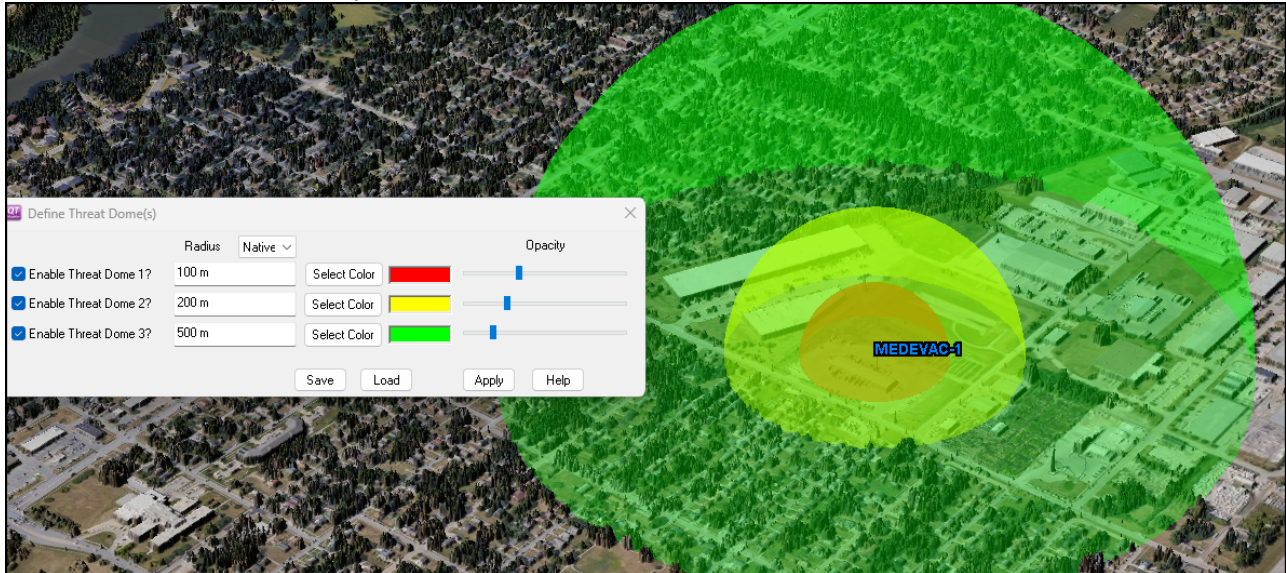 QT Define Threat Dome(s)
Radius Native Opacity
Enable Threat Dome 1? 100 m Select Color
Enable Threat Dome 2? 200 m Select Color
Enable Threat Dome 3? 500 m Select Color
Save Load Apply Help
MEDEVAC-1